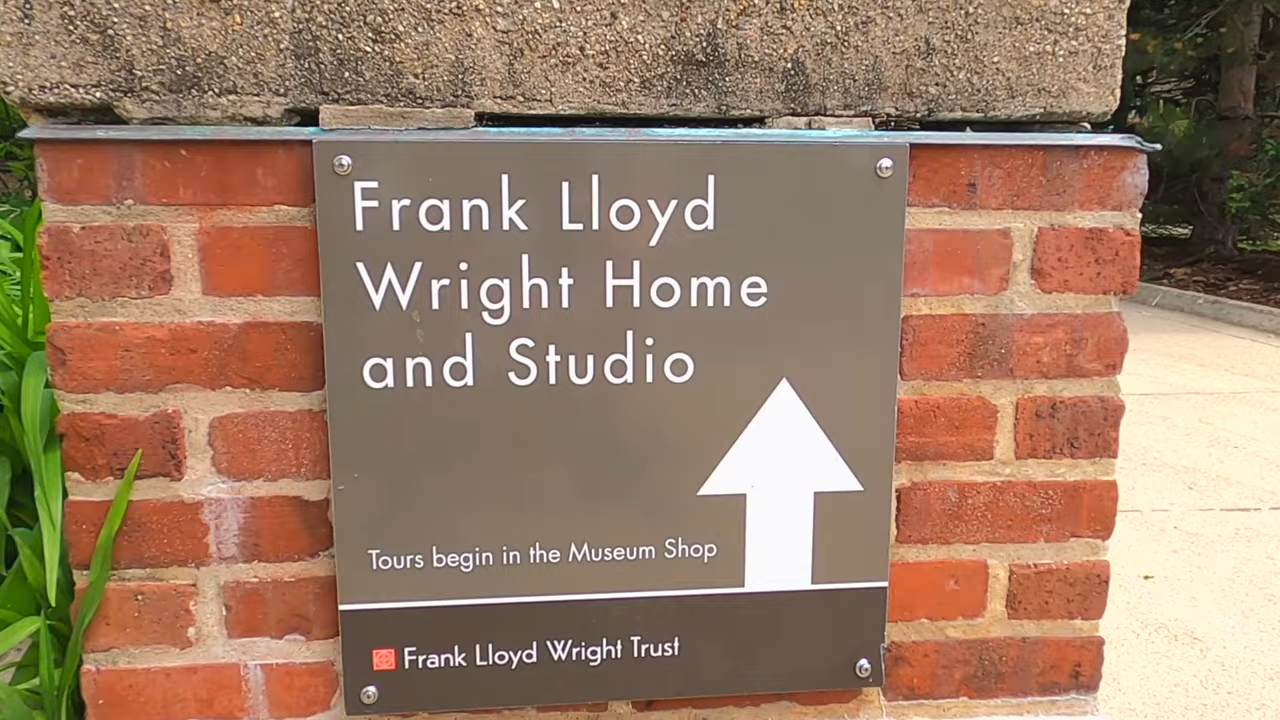 Frank Lloyd
Wright Home
and Studio
Tours begin in the Museum Shop
Frank Lloyd Wright Trust